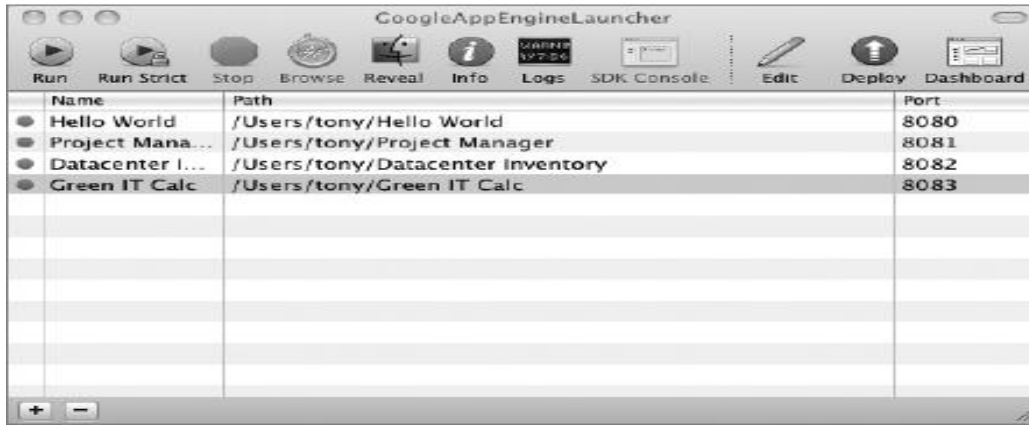 GoogleAppEngineLauncher
Run Run Strict Stop Browse Reveal Info Logs SDK Console Edit Deploy Dashboard
Name Path Port
Hello World /Users/tony/Hello World 8080
Project Mana... /Users/tony/Project Manager 8081
Datacenter I... /Users/tony/Datacenter Inventory 8082
Green IT Calc /Users/tony/Green IT Calc 8083